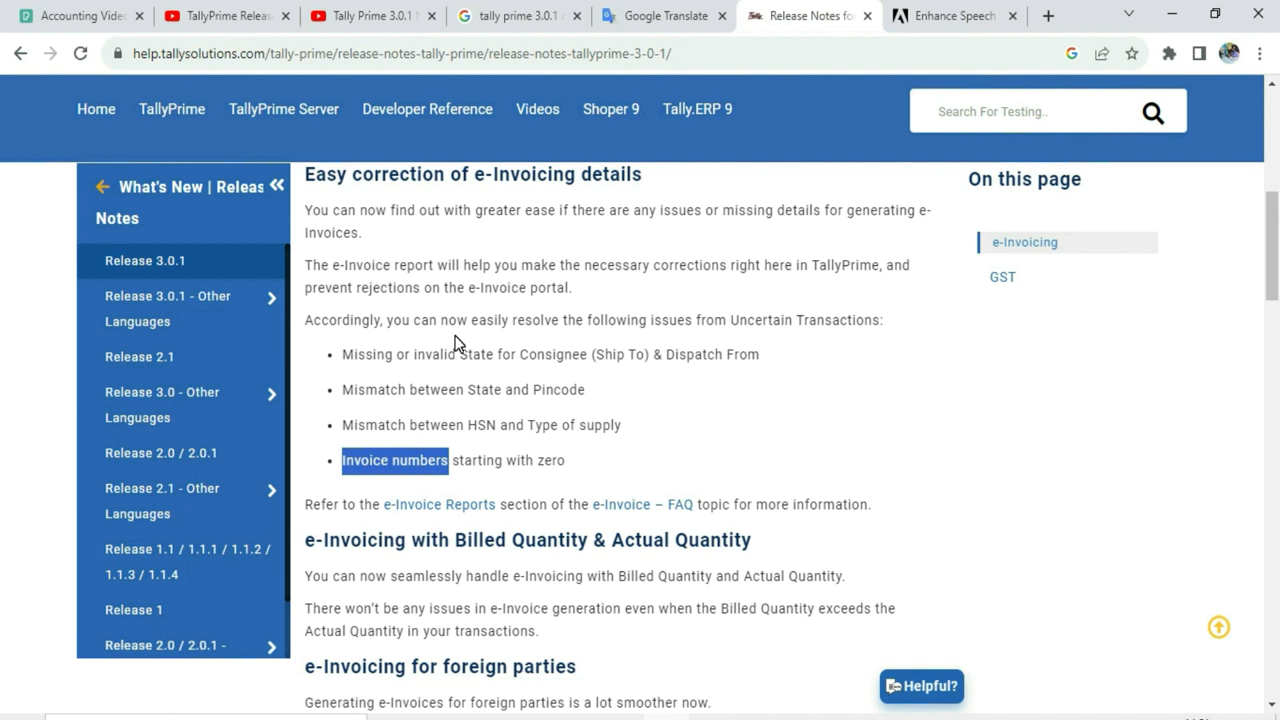 Accounting Video
TallyPrime Releas
Tally Prime 3.0.1 N
tally prime 3.0.1 c
Google Translate
Release Notes fo
Enhance Speech
help.tallysolutions.com/tally-prime/release-notes-tally-prime/release-notes-tallyprime-3-0-1/
Home TallyPrime TallyPrime Server Developer Reference Videos Shoper 9 Tally.ERP 9
Search For Testing..
What's New | Releas
Notes
Release 3.0.1
Release 3.0.1 - Other
Languages
Release 2.1
Release 3.0 - Other
Languages
Release 2.0 / 2.0.1
Release 2.1 - Other
Languages
Release 1.1 / 1.1.1 / 1.1.2 /
1.1.3 / 1.1.4
Release 1
Release 2.0 / 2.0.1 -
Easy correction of e-Invoicing details
You can now find out with greater ease if there are any issues or missing details for generating e-
Invoices.
The e-Invoice report will help you make the necessary corrections right here in TallyPrime, and
prevent rejections on the e-Invoice portal.
Accordingly, you can now easily resolve the following issues from Uncertain Transactions:
• Missing or invalid State for Consignee (Ship To) & Dispatch From
• Mismatch between State and Pincode
• Mismatch between HSN and Type of supply
• Invoice numbers starting with zero
Refer to the e-Invoice Reports section of the e-Invoice – FAQ topic for more information.
e-Invoicing with Billed Quantity & Actual Quantity
You can now seamlessly handle e-Invoicing with Billed Quantity and Actual Quantity.
There won't be any issues in e-Invoice generation even when the Billed Quantity exceeds the
Actual Quantity in your transactions.
e-Invoicing for foreign parties
Generating e-Invoices for foreign parties is a lot smoother now.
On this page
e-Invoicing
GST
Helpful?